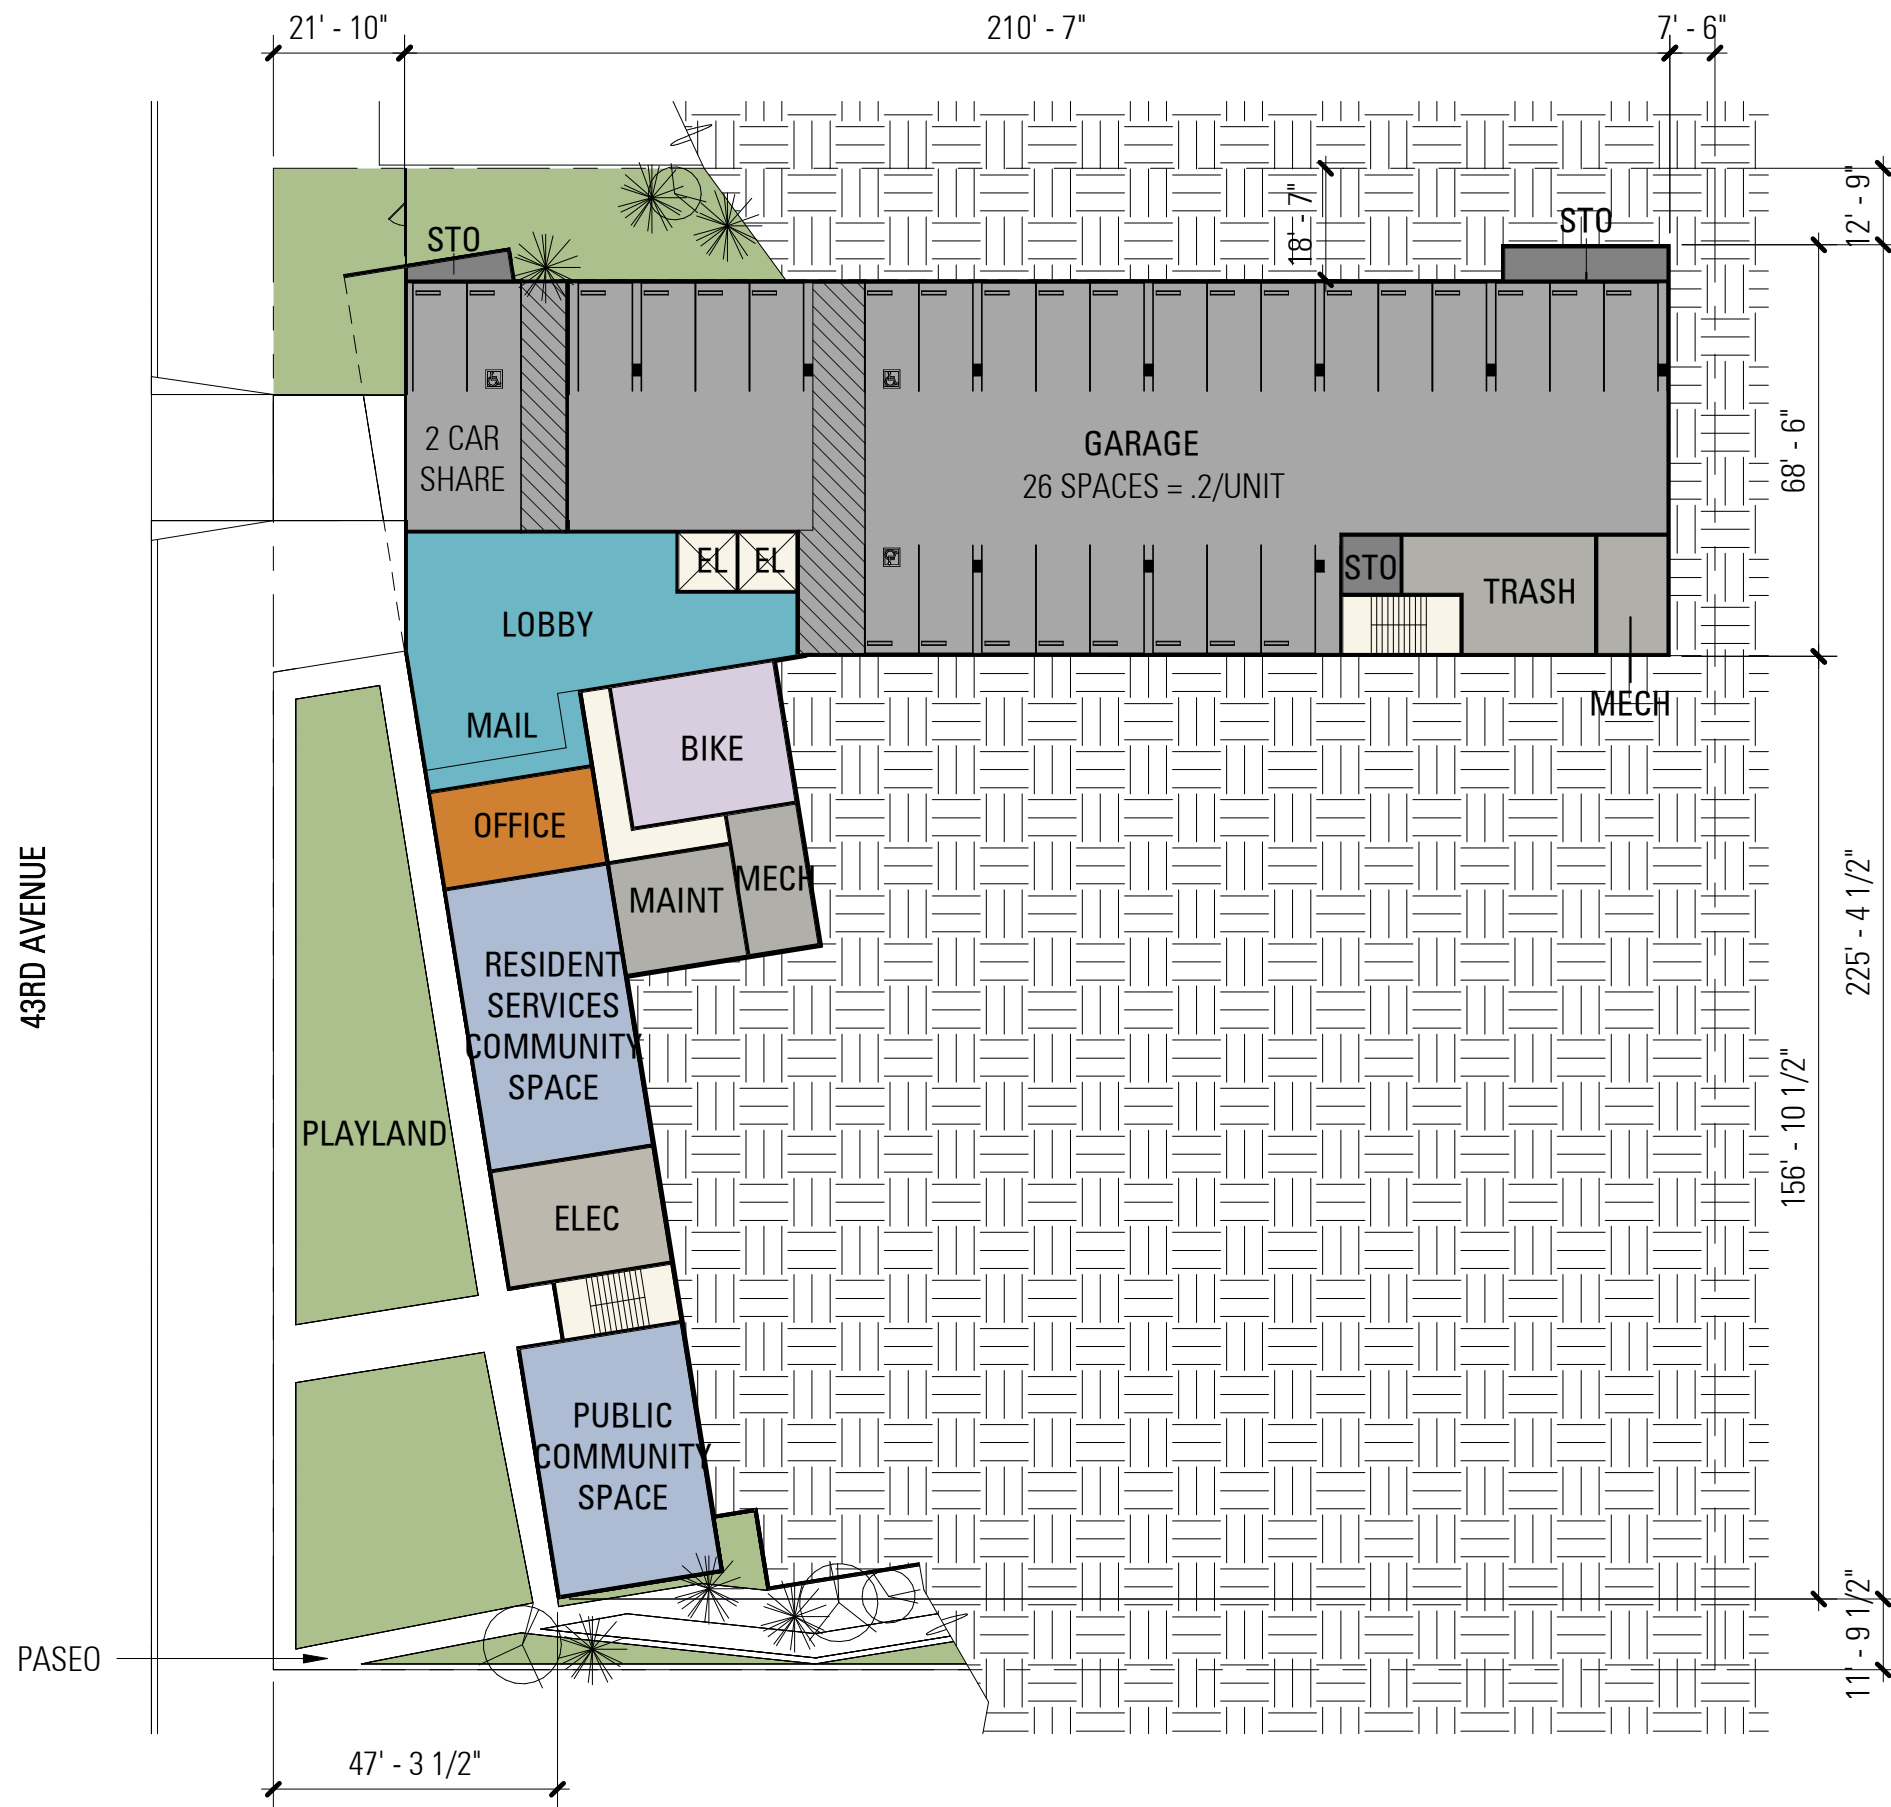 21' - 10"
210' - 7"
7' - 6"
12' - 9"
18' - 7"
STO
STO
2 CAR
SHARE
GARAGE
26 SPACES = .2/UNIT
68' - 6"
EL
EL
STO
TRASH
LOBBY
MECH
MAIL
BIKE
OFFICE
MECH
MAINT
43RD AVENUE
225' - 4 1/2"
RESIDENT
SERVICES
COMMUNITY
SPACE
PLAYLAND
156' - 10 1/2"
ELEC
PUBLIC
COMMUNITY
SPACE
PASEO
11' - 9 1/2"
47' - 3 1/2"